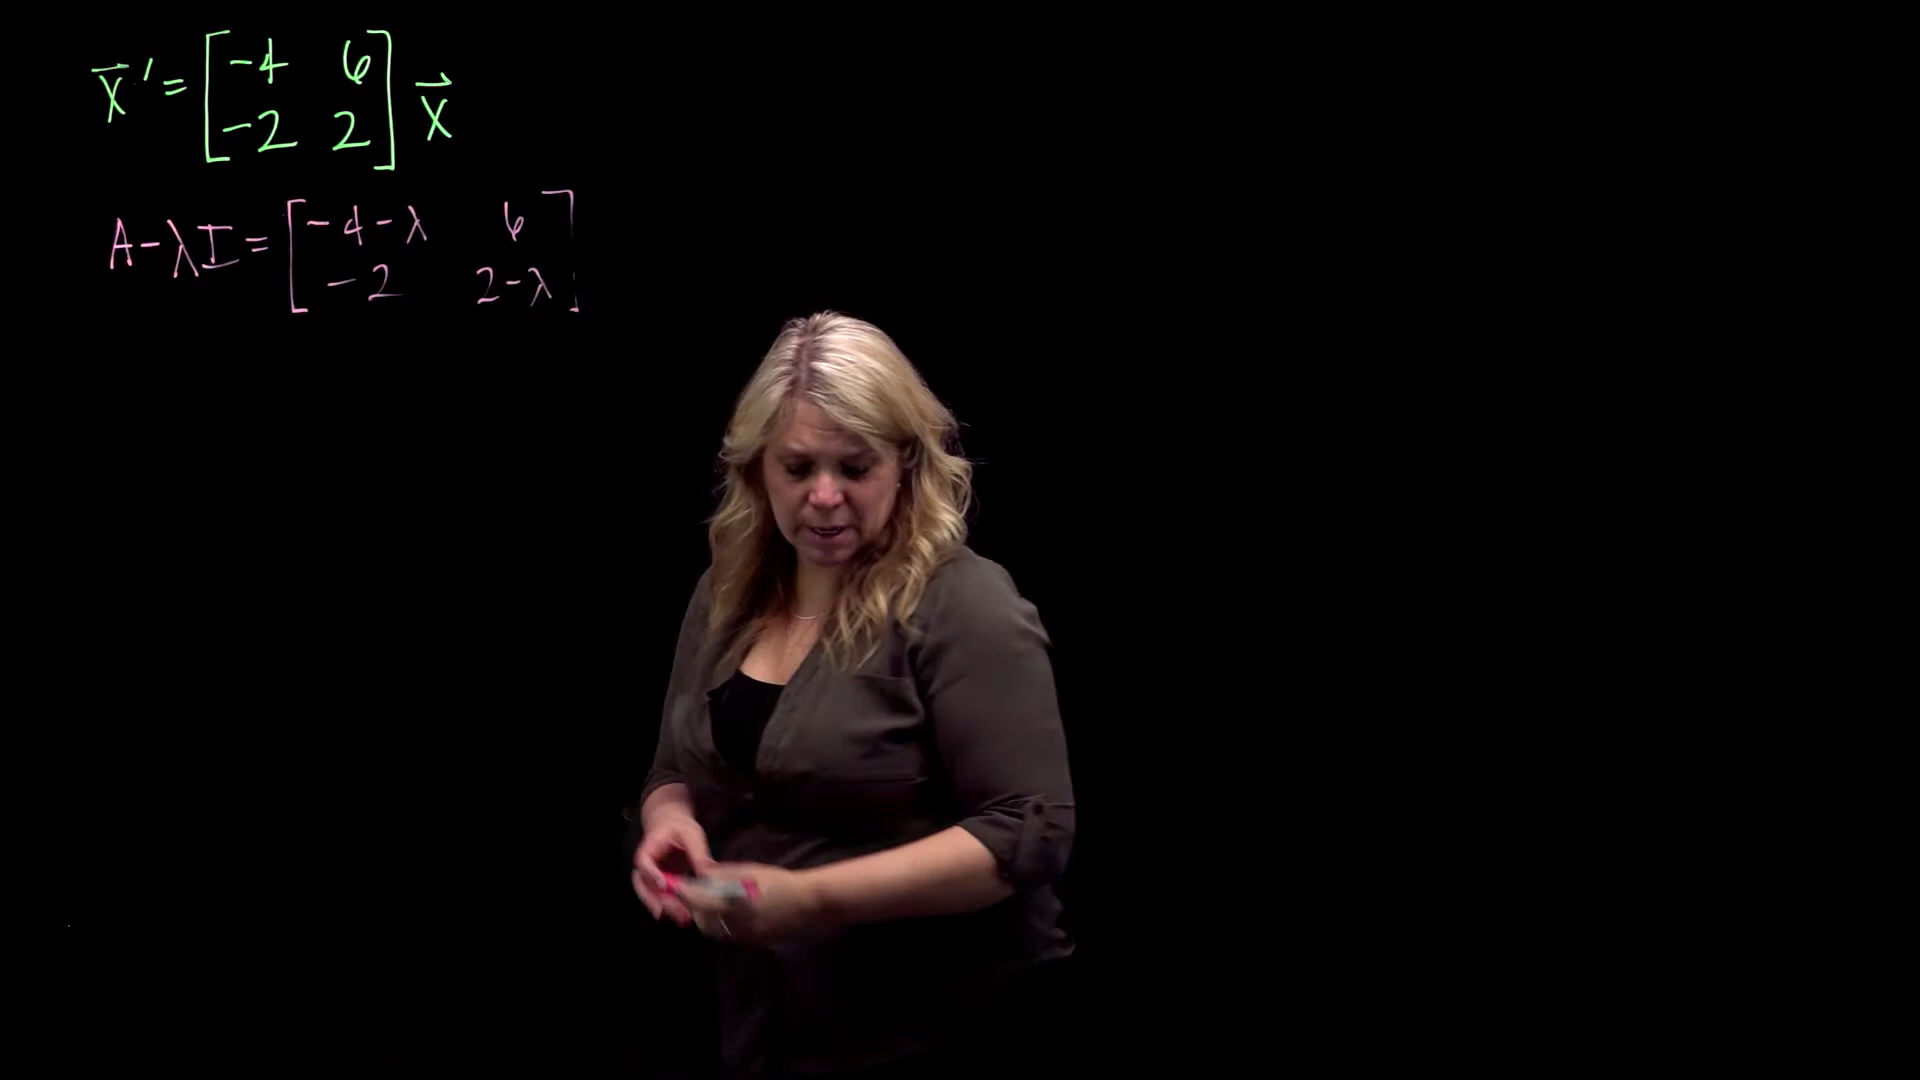 x⃗' = [ -4 6 ] x⃗
[ -2 2 ]
A - λI = [ -4-λ 6 ]
[ -2 2-λ ]